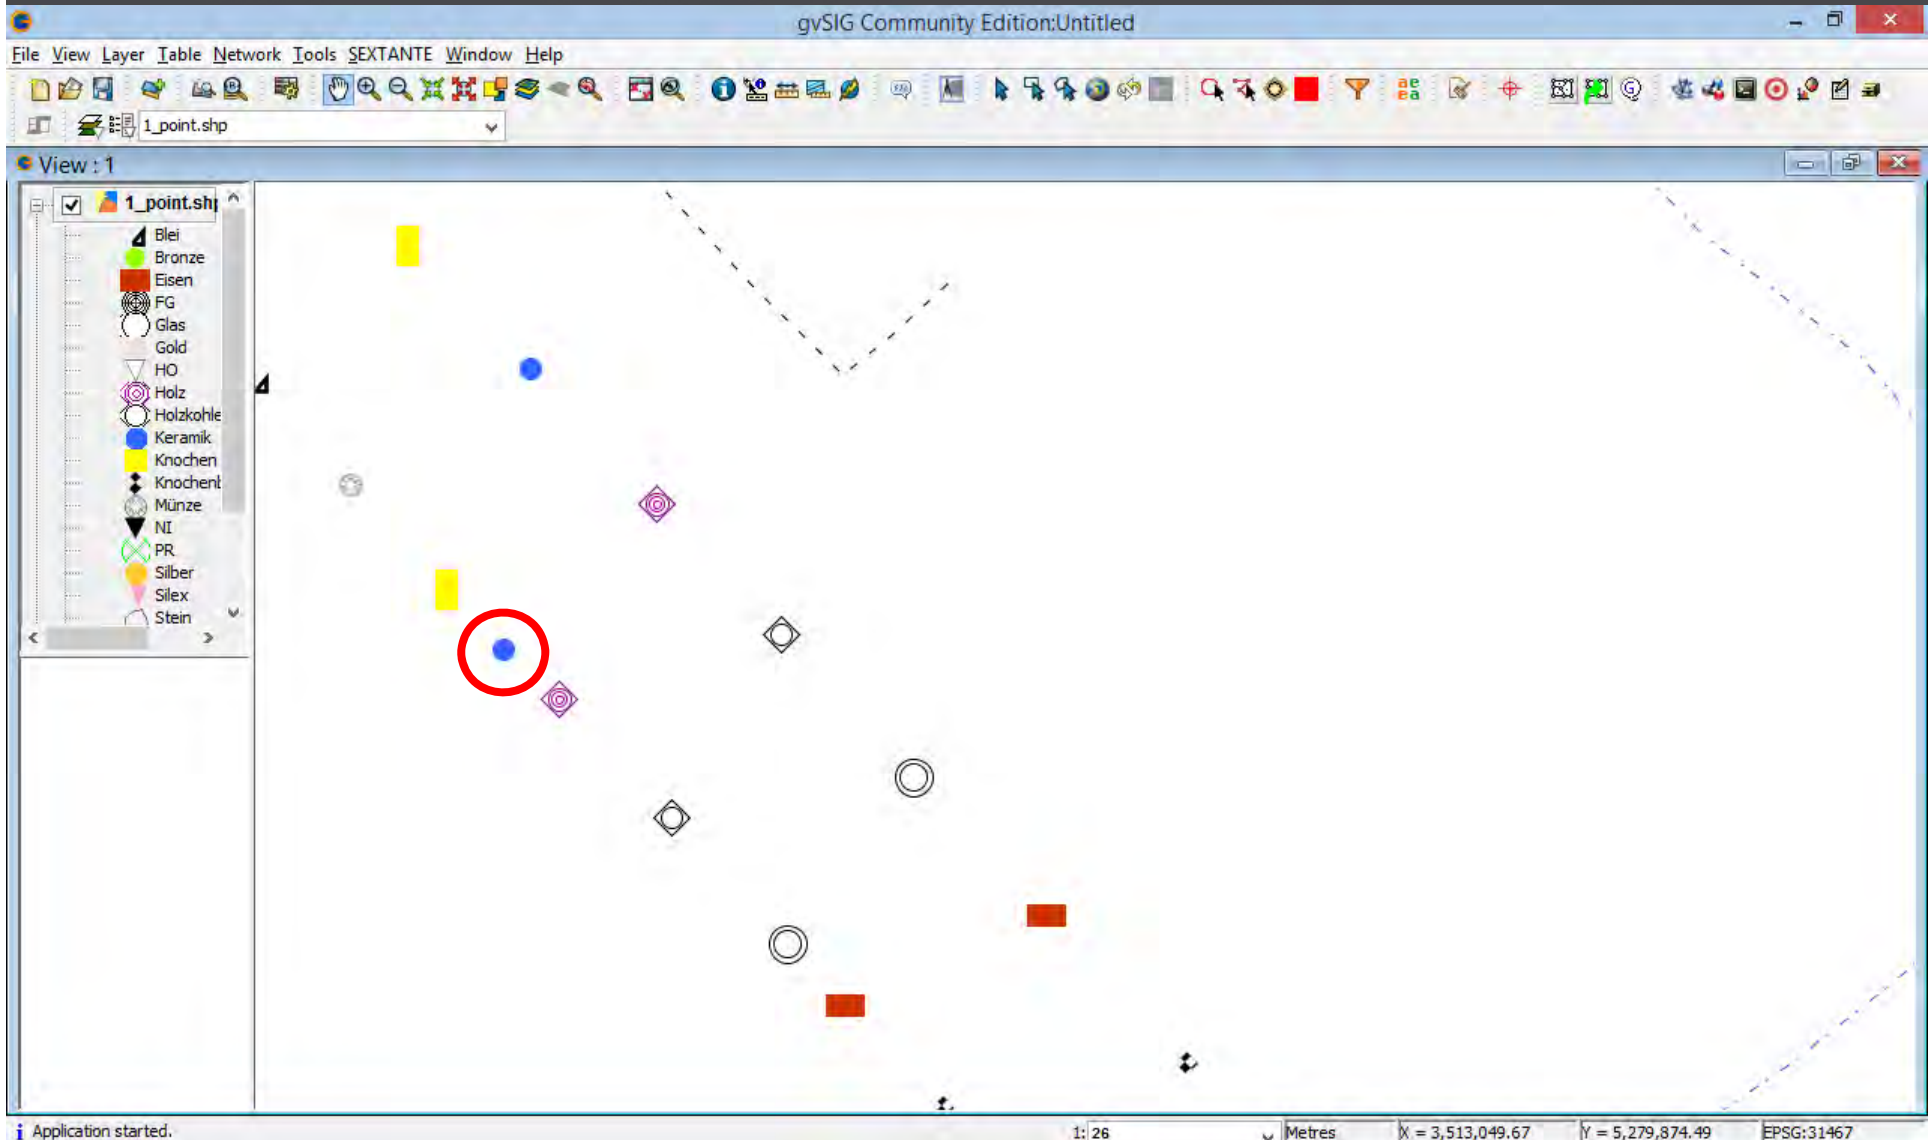 gvSIG Community Edition:Untitled
File View Layer Table Network Tools SEXTANTE Window Help
1_point.shp
View : 1
1_point.shp
Blei
Bronze
Eisen
FG
Glas
Gold
HO
Holz
Holzkohle
Keramik
Knochen
Knochen
Münze
NI
PR
Silber
Silex
Stein
Application started.
1: 26
Metres
X = 3,513,049.67
Y = 5,279,874.49
EPSG:31467